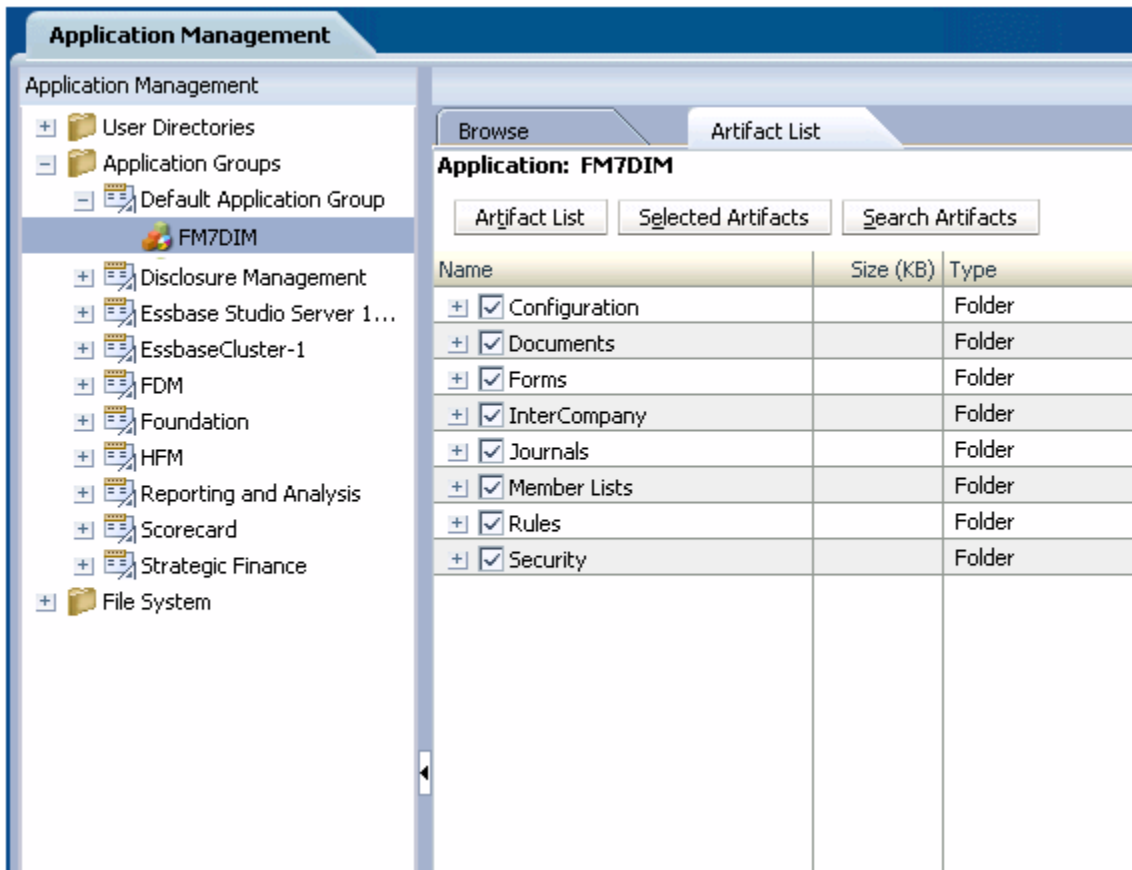 Application Management
Application Management
User Directories
Application Groups
Default Application Group
FM7DIM
Disclosure Management
Essbase Studio Server 1...
EssbaseCluster-1
FDM
Foundation
HFM
Reporting and Analysis
Scorecard
Strategic Finance
File System
Browse Artifact List
Application: FM7DIM
Artifact List Selected Artifacts Search Artifacts
Name Size (KB) Type
Configuration Folder
Documents Folder
Forms Folder
InterCompany Folder
Journals Folder
Member Lists Folder
Rules Folder
Security Folder